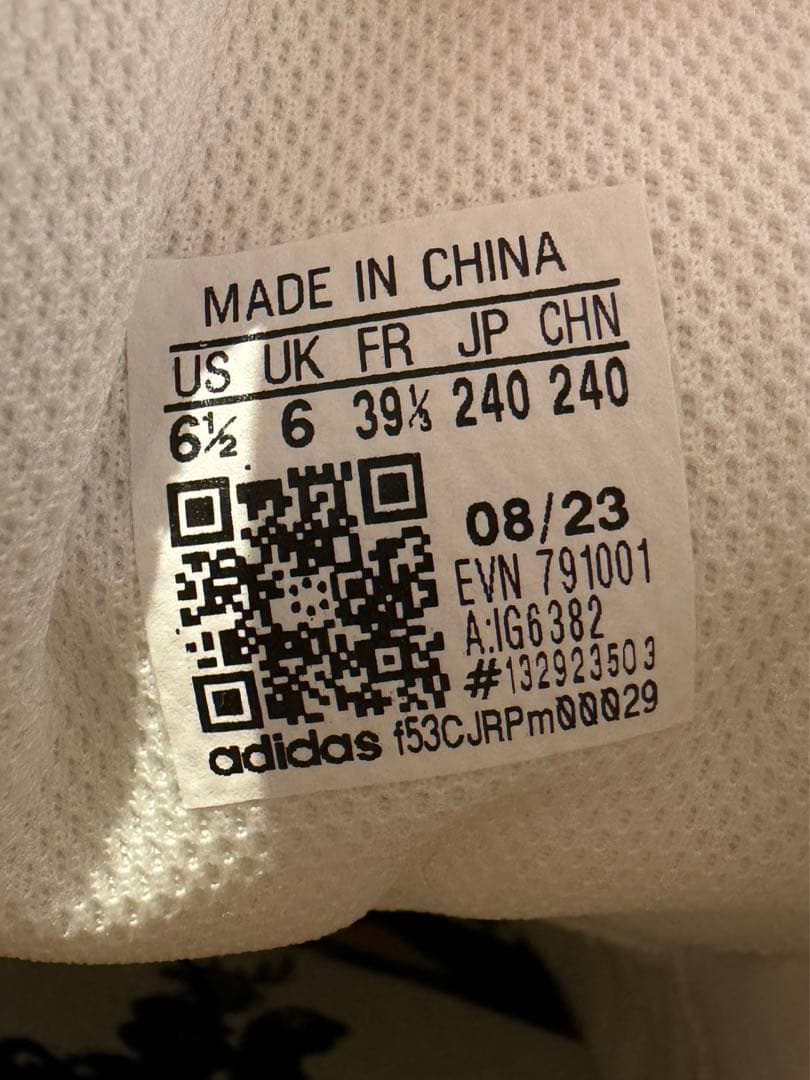 MADE IN CHINA
US UK FR JP CHN
6½ 6 39⅓ 240 240
08/23
EVN 791001
A:IG6382
#132923503
adidas f53CJRPm00029